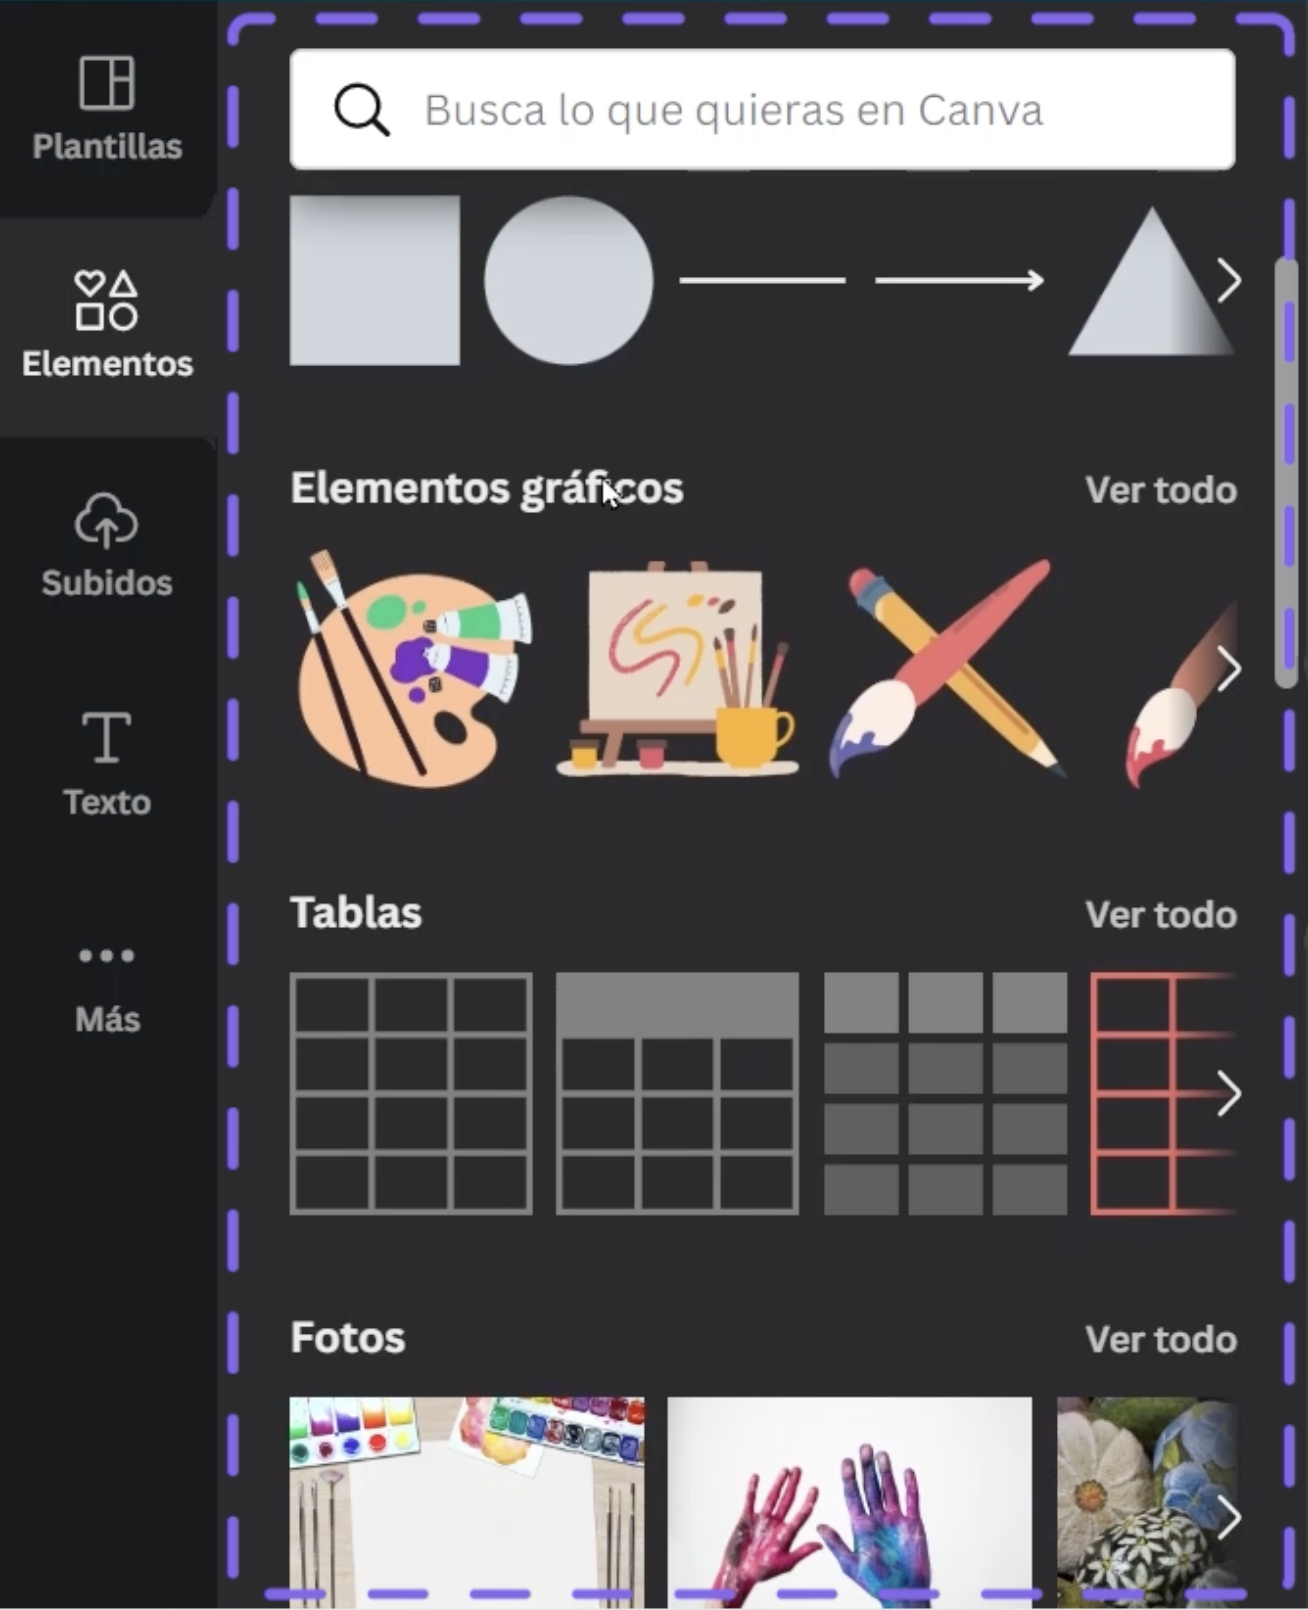 Plantillas
Elementos
Subidos
Texto
Más
Busca lo que quieras en Canva
Elementos gráficos
Ver todo
Tablas
Ver todo
Fotos
Ver todo